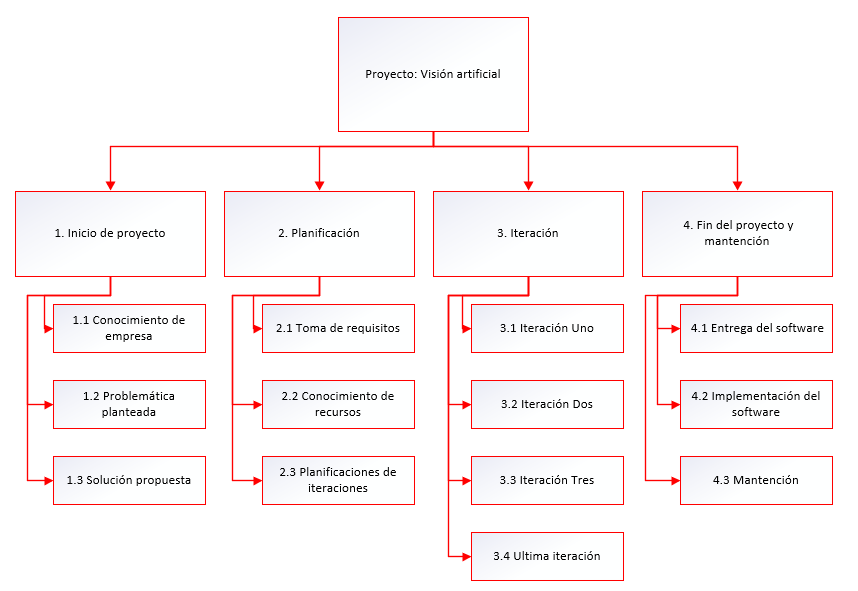 Proyecto: Visión artificial
1. Inicio de proyecto
2. Planificación
3. Iteración
4. Fin del proyecto y
mantención
1.1 Conocimiento de
empresa
1.2 Problemática
planteada
1.3 Solución propuesta
2.1 Toma de requisitos
2.2 Conocimiento de
recursos
2.3 Planificaciones de
iteraciones
3.1 Iteración Uno
3.2 Iteración Dos
3.3 Iteración Tres
3.4 Ultima iteración
4.1 Entrega del software
4.2 Implementación del
software
4.3 Mantención